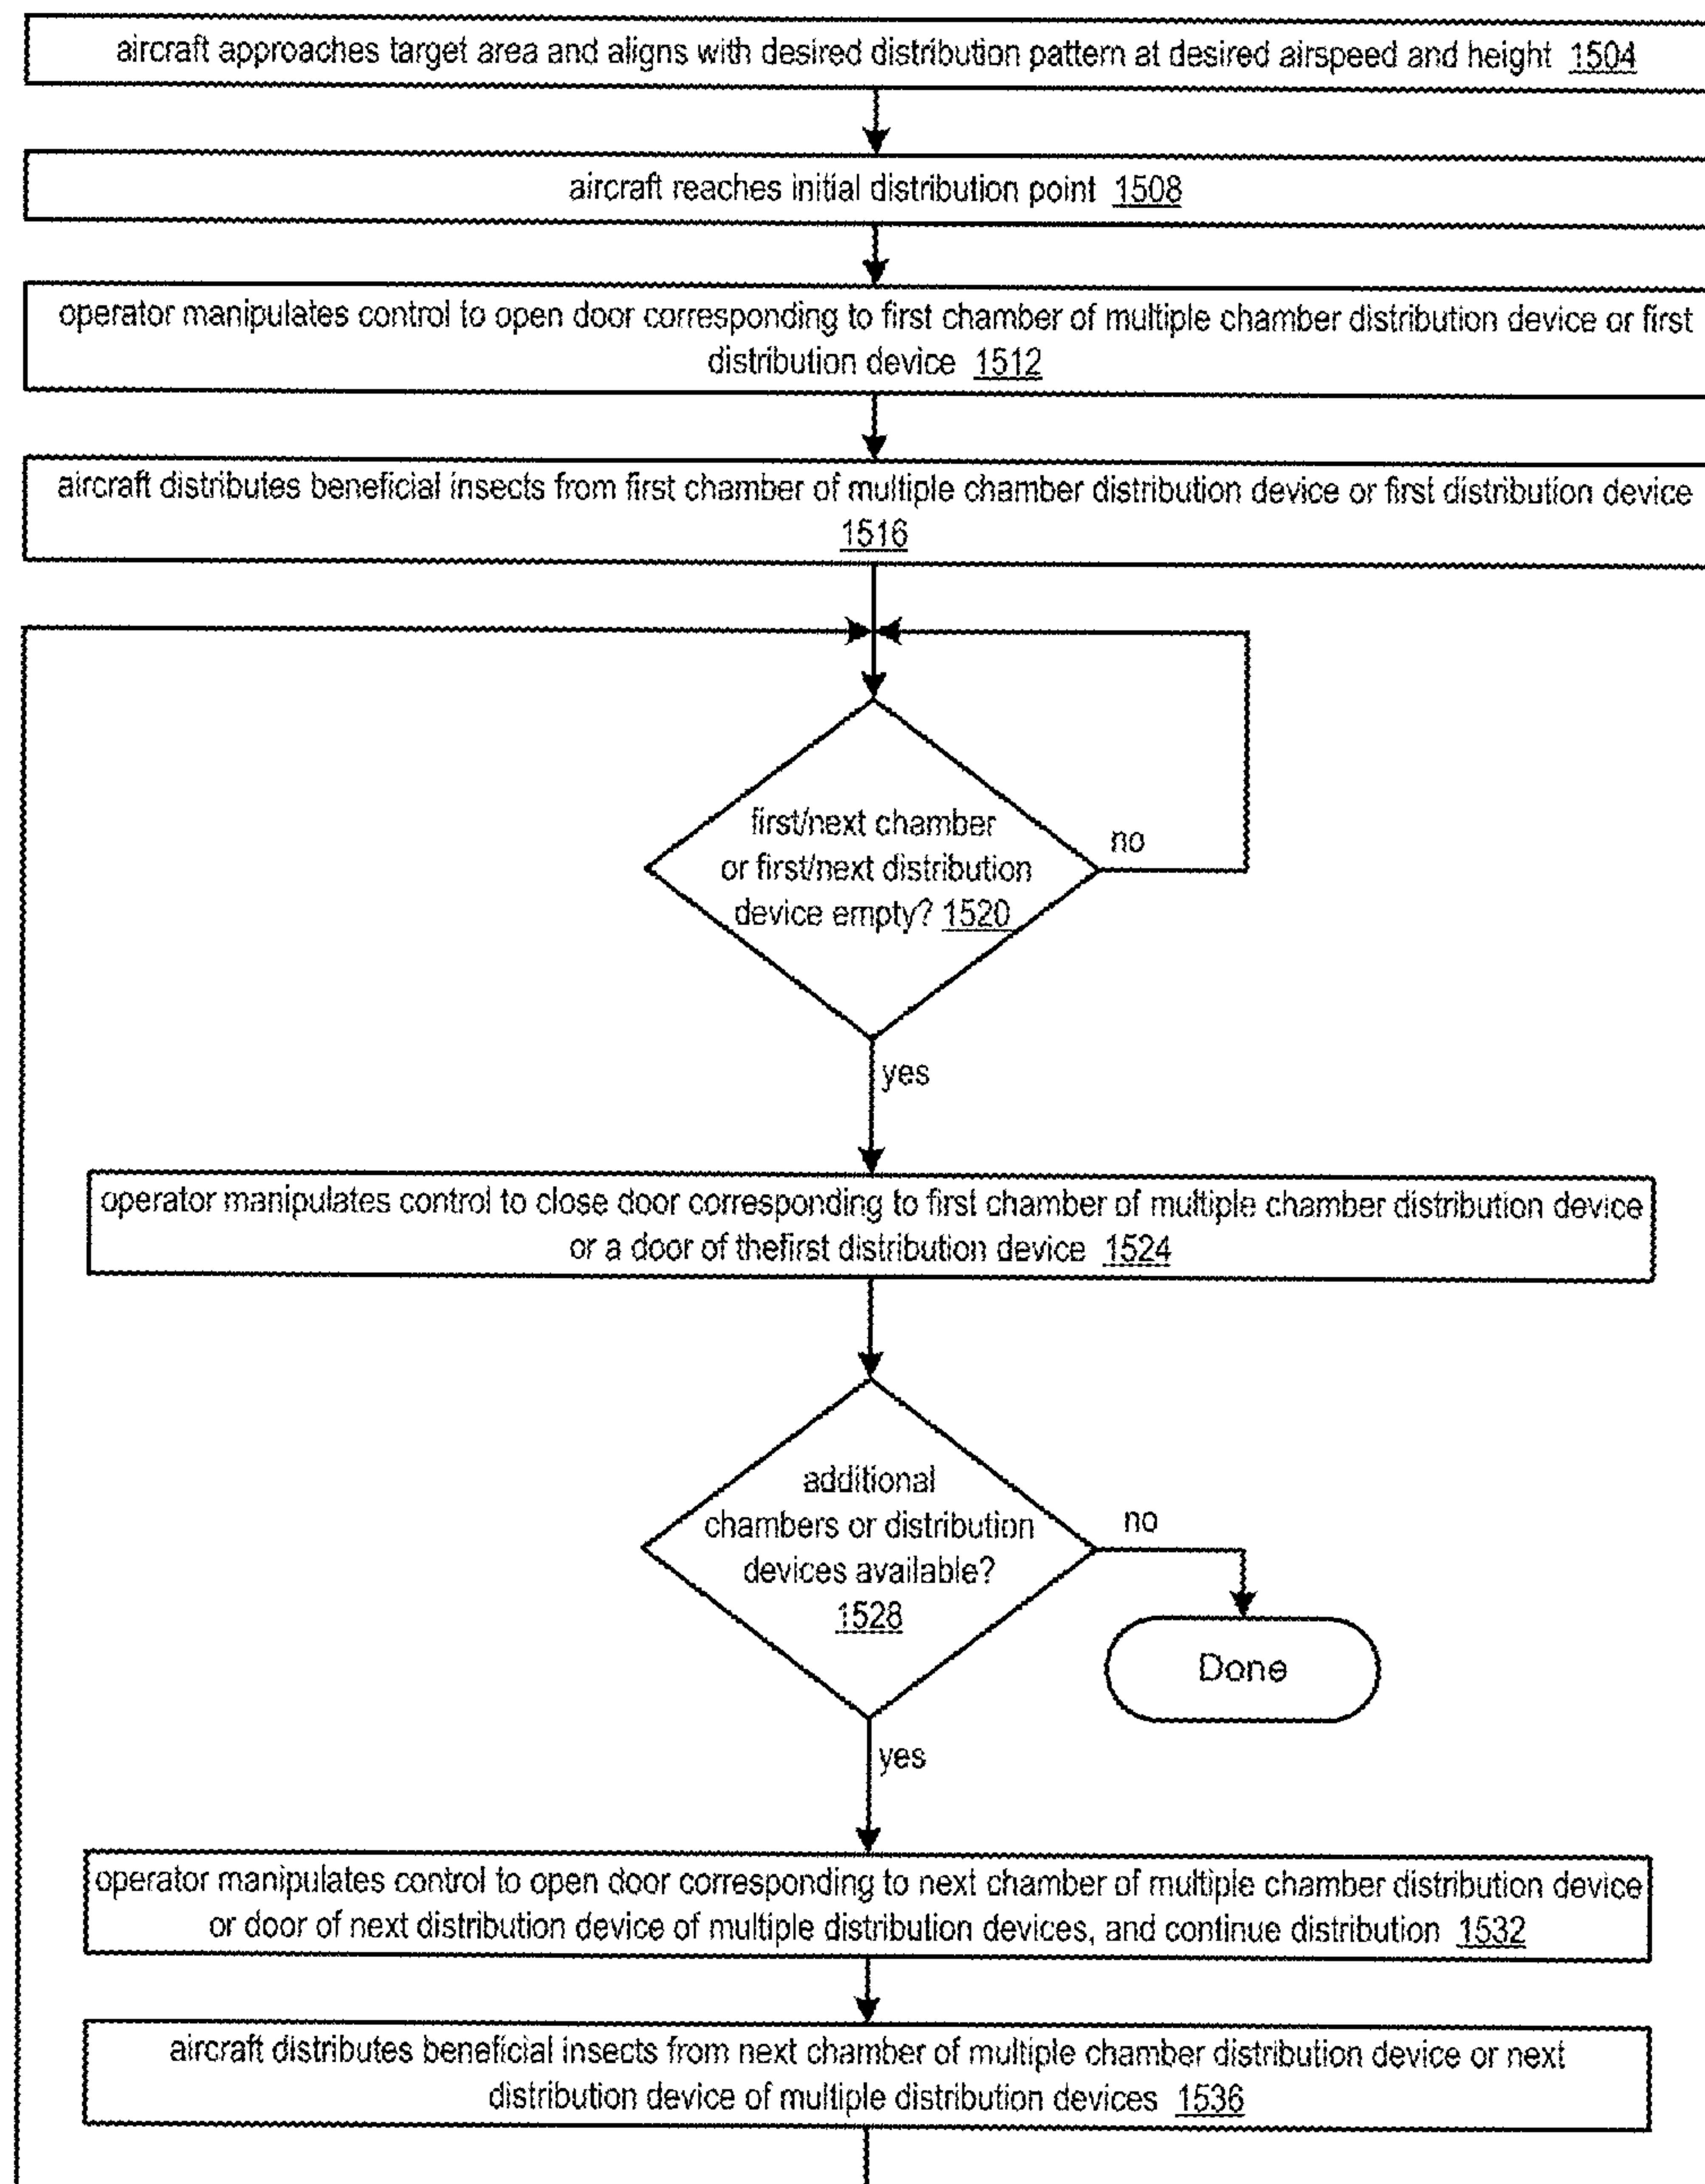 aircraft approaches target area and aligns with desired distribution pattern at desired airspeed and height 1504
aircraft reaches initial distribution point 1508
operator manipulates control to open door corresponding to first chamber of multiple chamber distribution device or first
distribution device 1512
aircraft distributes beneficial insects from first chamber of multiple chamber distribution device or first distribution device
1516
first/next chamber
or first/next distribution
device empty? 1520
no
yes
operator manipulates control to close door corresponding to first chamber of multiple chamber distribution device
or a door of thefirst distribution device 1524
additional
chambers or distribution
devices available?
1528
no
Done
yes
operator manipulates control to open door corresponding to next chamber of multiple chamber distribution device
or door of next distribution device of multiple distribution devices, and continue distribution 1532
aircraft distributes beneficial insects from next chamber of multiple chamber distribution device or next
distribution device of multiple distribution devices 1536